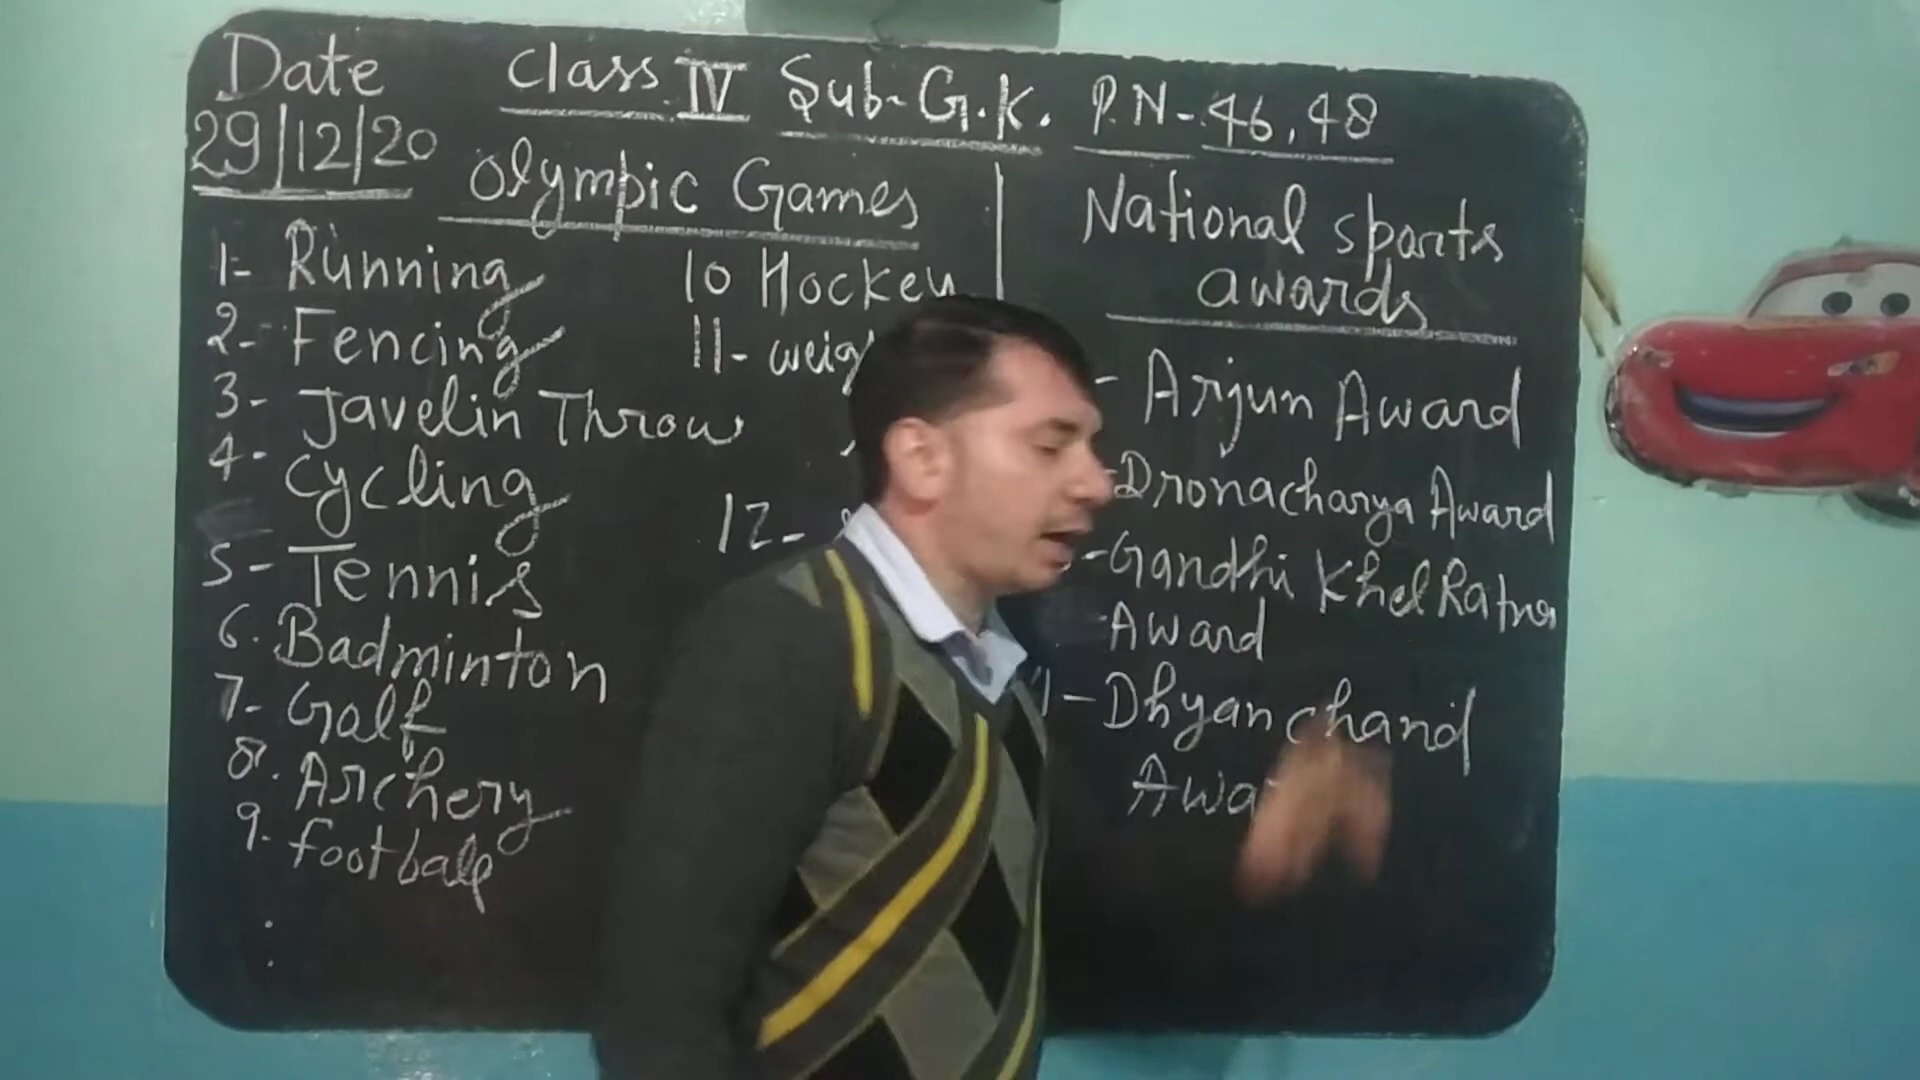 Date
29/12/20
Class IV Sub-G.K. P.N-46,48
Olympic Games
1- Running
2- Fencing
3- Javelin Throw
4- Cycling
5- Tennis
6. Badminton
7- Golf
8. Archery
9. football
10 Hockey
11-
12-
National sports
awards
- Arjun Award
-Dronacharya Award
-Gandhi Khel Ratna
-Award
-Dhyanchand